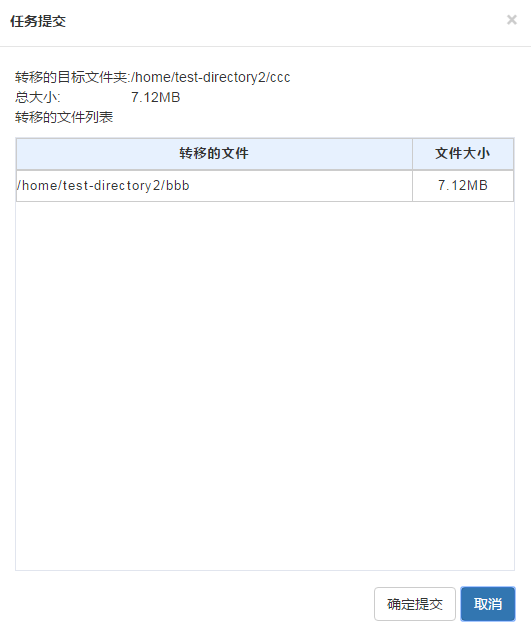 任务提交 ×
转移的目标文件夹:/home/test-directory2/ccc
总大小: 7.12MB
转移的文件列表
转移的文件 文件大小
/home/test-directory2/bbb 7.12MB
确定提交 取消